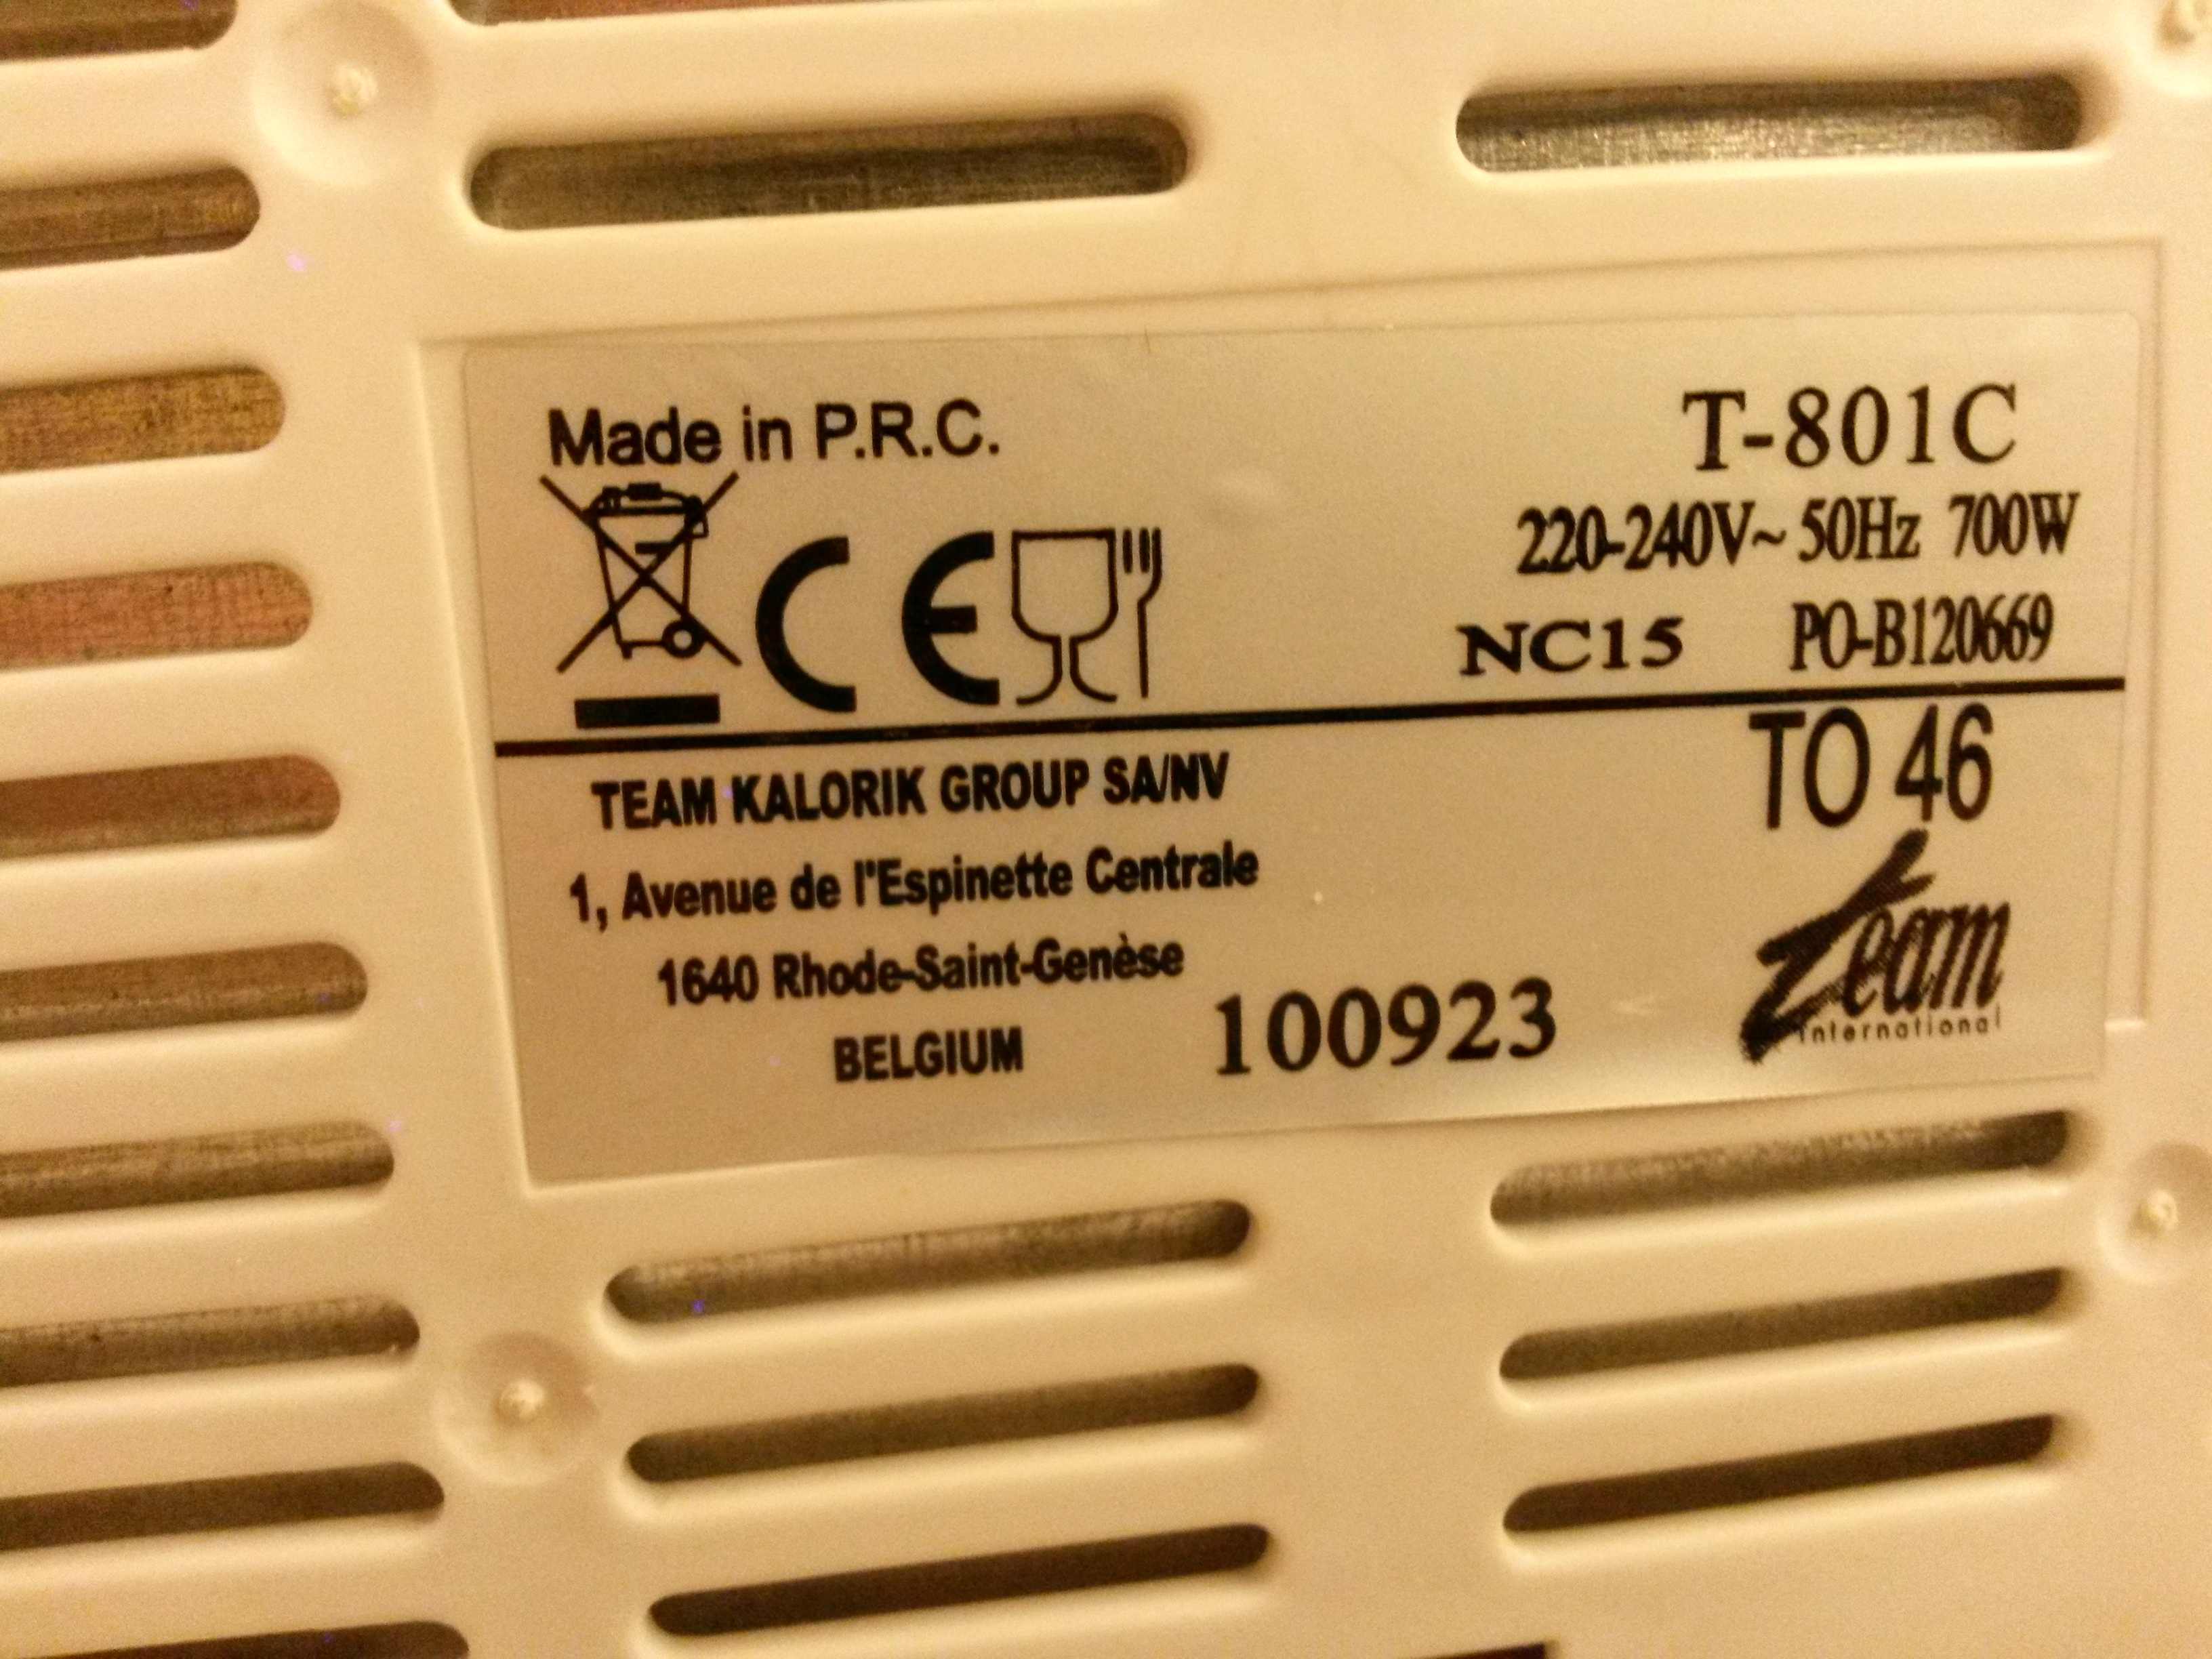 Made in P.R.C.
CE
T-801C
220-240V~ 50Hz 700W
NC15 PO-B120669
TEAM KALORIK GROUP SA/NV
1, Avenue de l'Espinette Centrale
1640 Rhode-Saint-Genèse
BELGIUM
100923
TO 46
Team
international